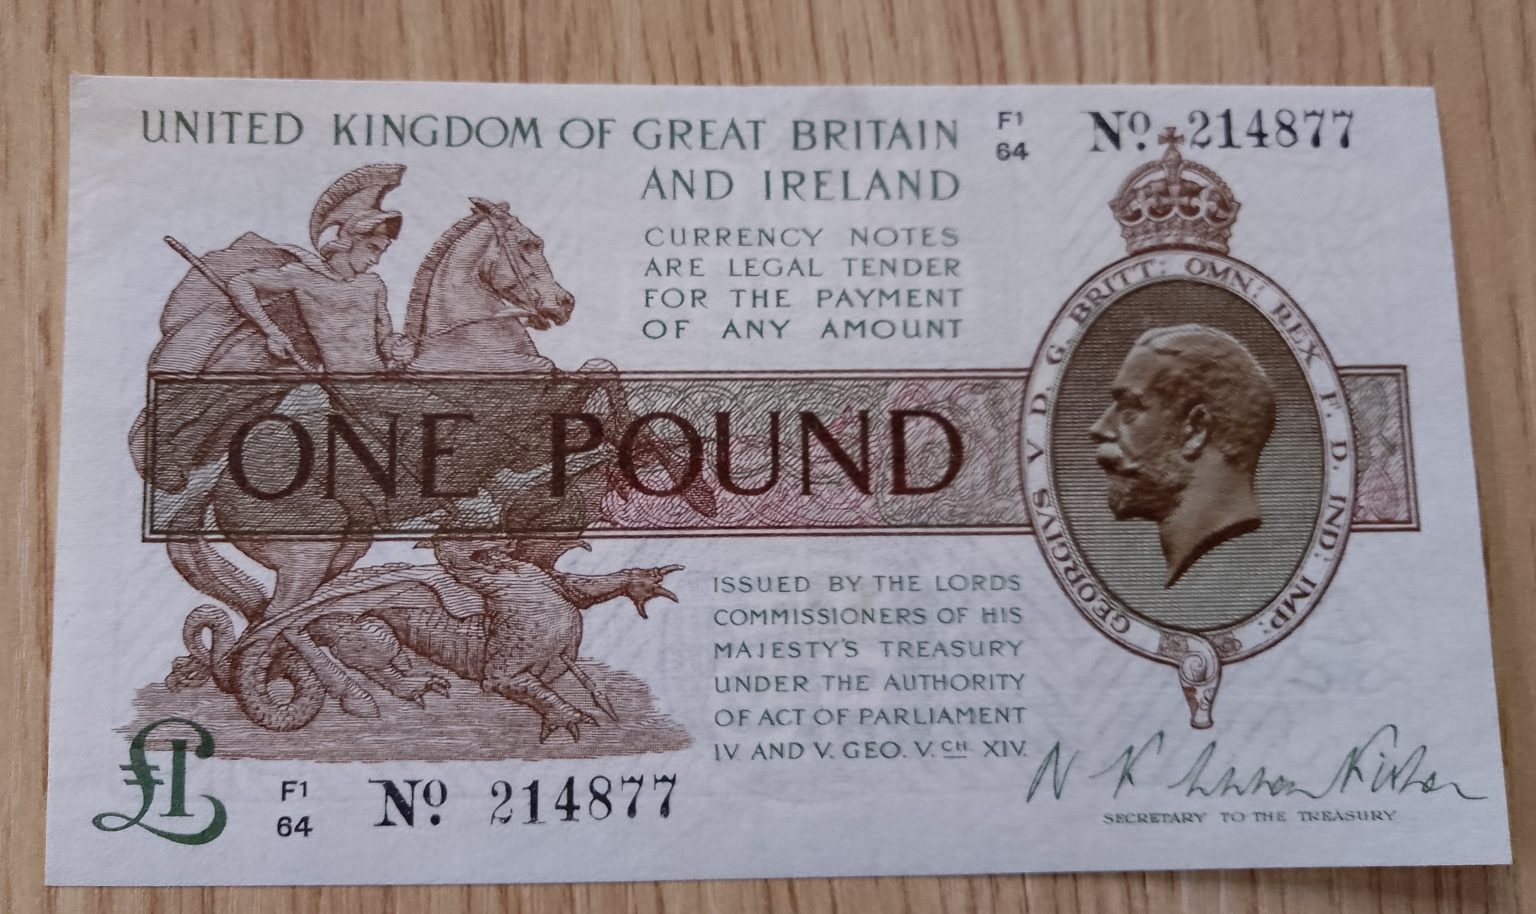 UNITED KINGDOM OF GREAT BRITAIN
AND IRELAND
F1
64
Nº 214877
CURRENCY NOTES
ARE LEGAL TENDER
FOR THE PAYMENT
OF ANY AMOUNT
ONE POUND
GEORGIVS V D. G. BRITT: OMN: REX F. D. IND: IMP:
ISSUED BY THE LORDS
COMMISSIONERS OF HIS
MAJESTY'S TREASURY
UNDER THE AUTHORITY
OF ACT OF PARLIAMENT
IV AND V. GEO. V. CH. XIV.
£1
F1
64
Nº 214877
N K Warren Fisher
SECRETARY TO THE TREASURY